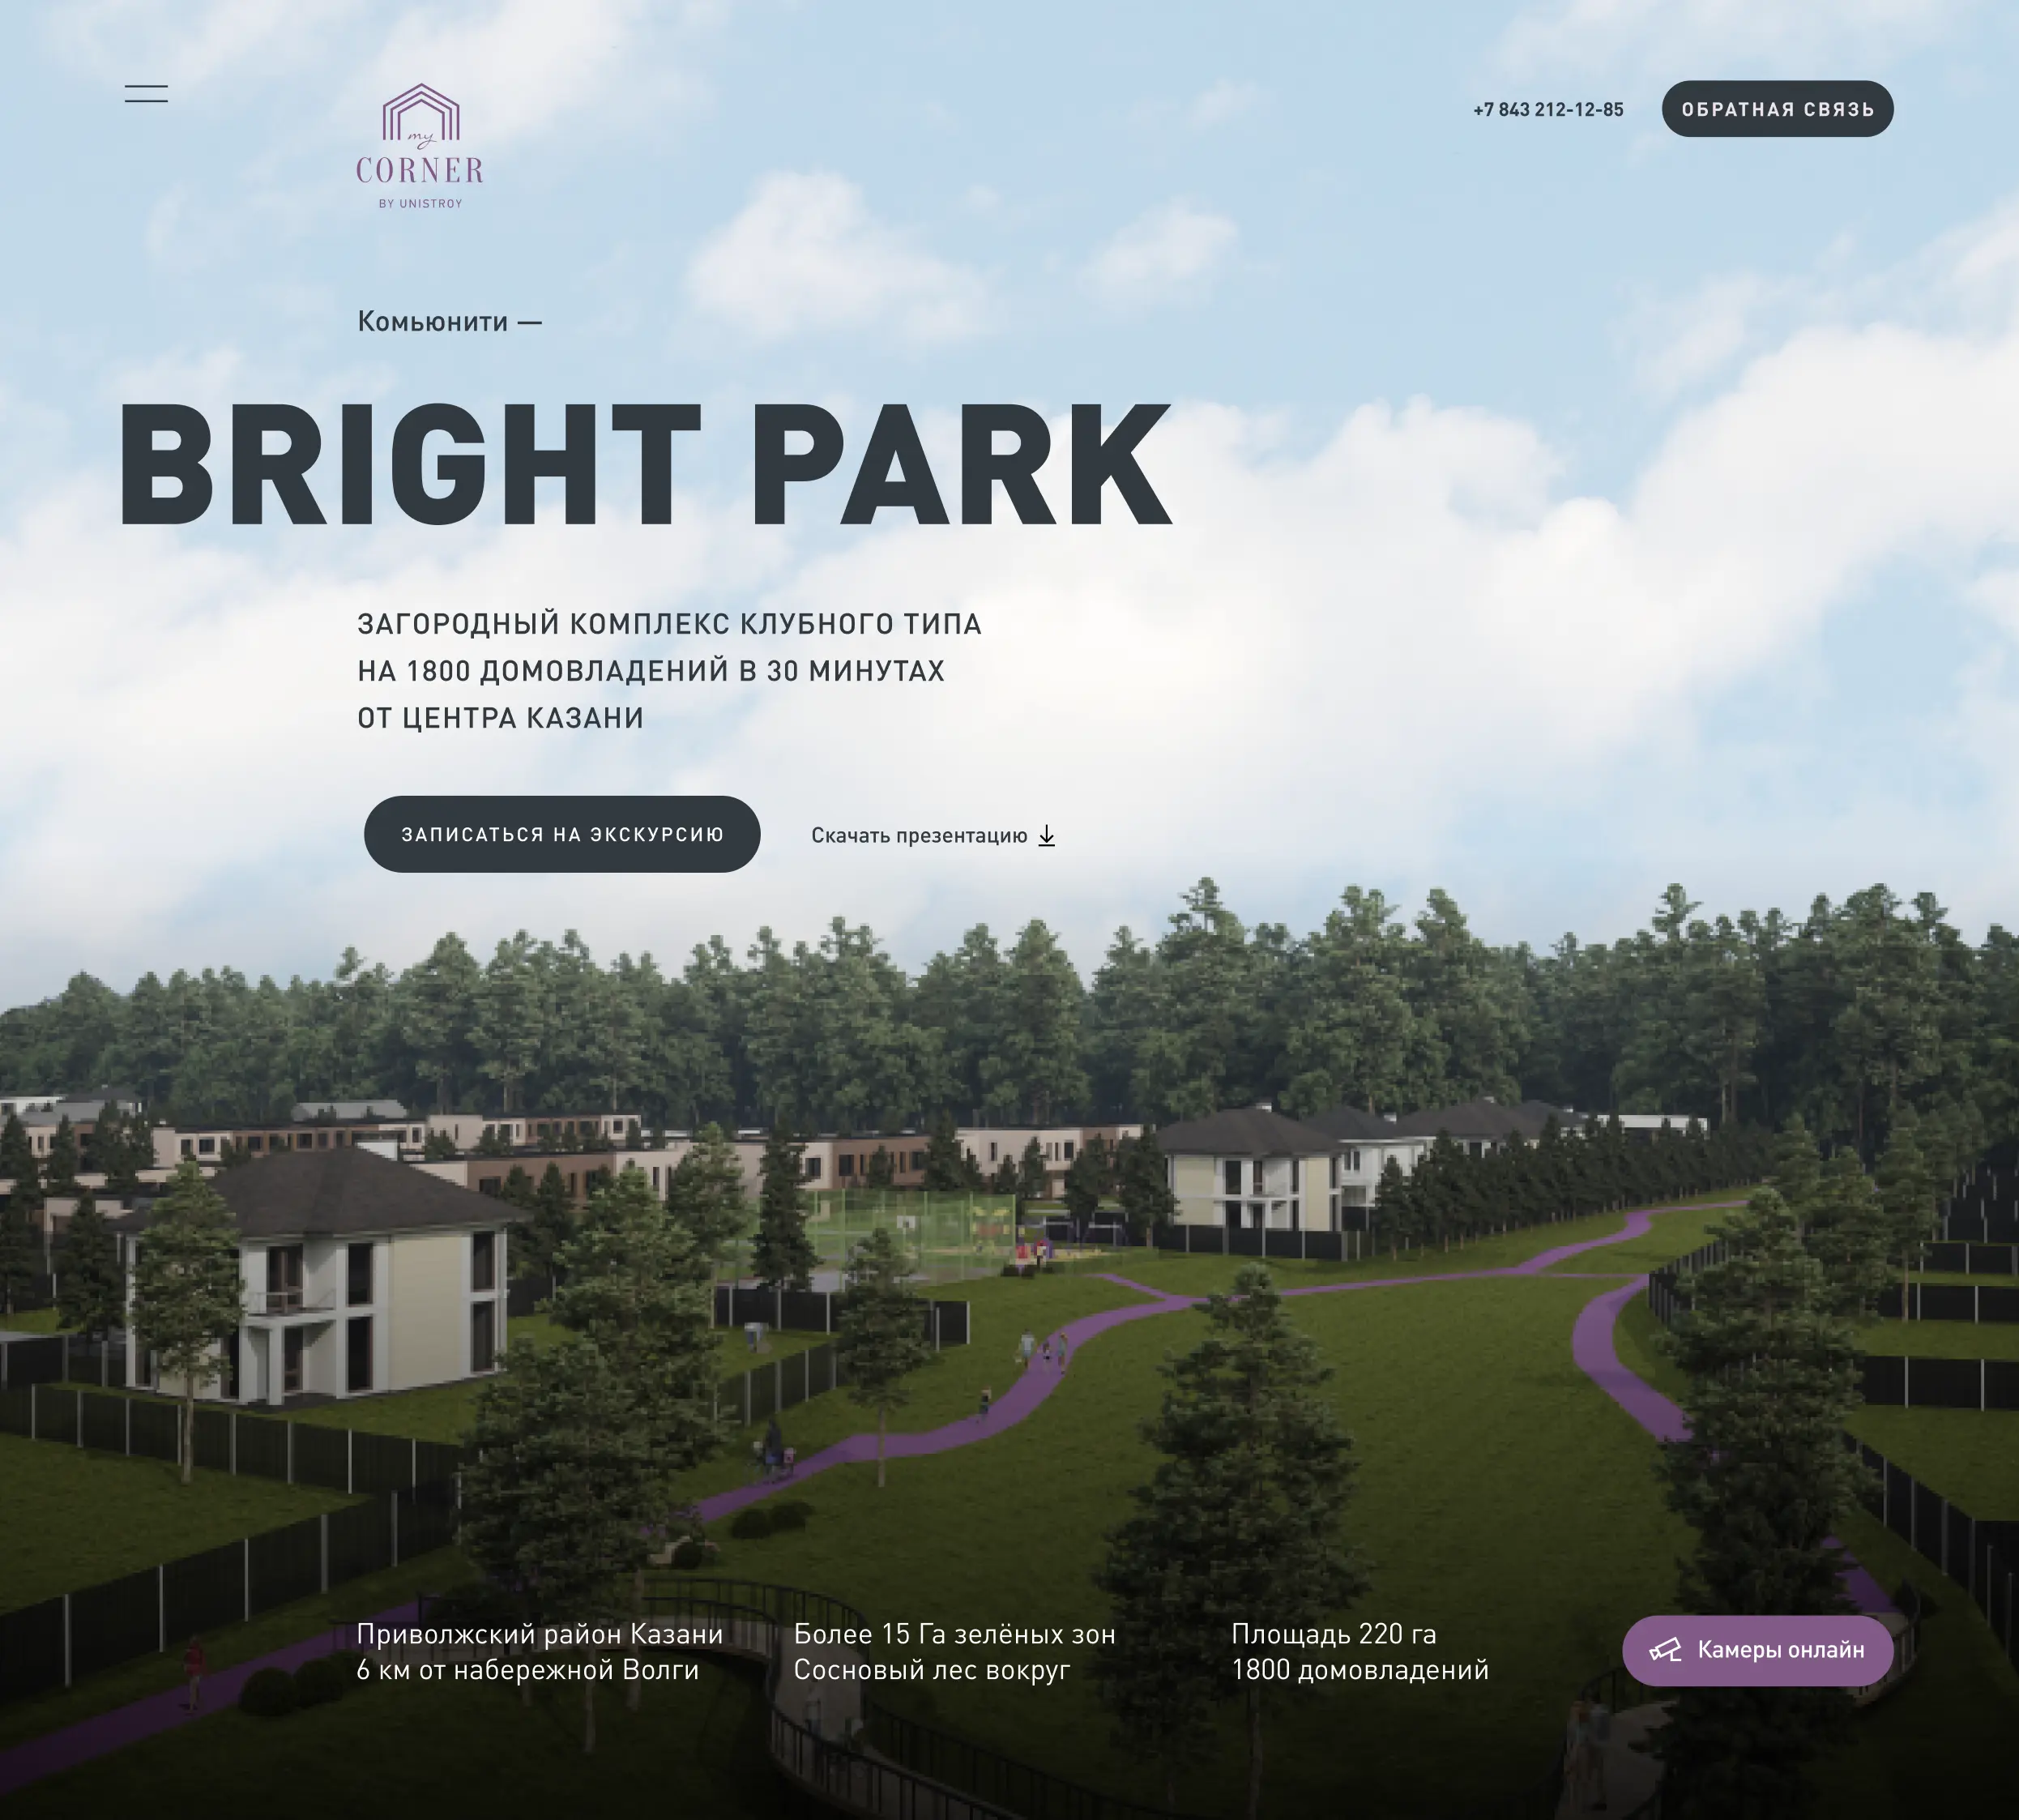 my
CORNER
BY UNISTROY
+7 843 212-12-85
ОБРАТНАЯ СВЯЗЬ
Комьюнити —
BRIGHT PARK
ЗАГОРОДНЫЙ КОМПЛЕКС КЛУБНОГО ТИПА
НА 1800 ДОМОВЛАДЕНИЙ В 30 МИНУТАХ
ОТ ЦЕНТРА КАЗАНИ
ЗАПИСАТЬСЯ НА ЭКСКУРСИЮ
Скачать презентацию
Приволжский район Казани
6 км от набережной Волги
Более 15 Га зелёных зон
Сосновый лес вокруг
Площадь 220 га
1800 домовладений
Камеры онлайн